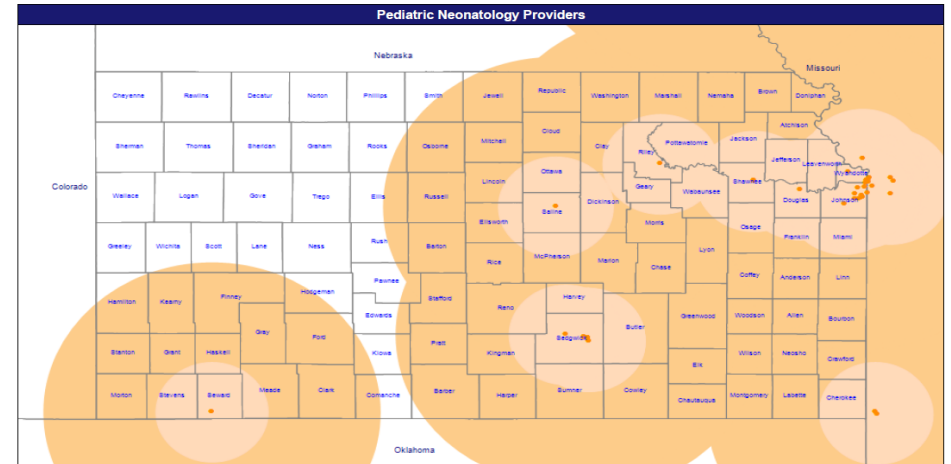 Pediatric Neonatology Providers
Nebraska
Missouri
Cheyenne Rawlins Decatur Norton Phillips Smith Jewell Republic Washington Marshall Nemaha Brown Doniphan
Atchison
Sherman Thomas Sheridan Graham Rooks Osborne Mitchell Cloud Clay Riley Pottawatomie Jackson Jefferson Leavenworth
Wyandotte
Colorado
Wallace Logan Gove Trego Ellis Russell Lincoln Ottawa Geary Wabaunsee Shawnee Douglas Johnson
Saline Dickinson
Greeley Wichita Scott Lane Ness Rush Barton Ellsworth Morris Osage Franklin Miami
Rice McPherson Marion Chase Lyon
Pawnee Coffey Anderson Linn
Hamilton Kearny Finney Hodgeman Stafford Reno Harvey
Edwards Butler Greenwood Woodson Allen Bourbon
Gray Ford Sedgwick
Stanton Grant Haskell Kiowa Pratt Kingman Elk Wilson Neosho Crawford
Morton Stevens Seward Meade Clark Comanche Barber Harper Sumner Cowley Chautauqua Montgomery Labette Cherokee
Oklahoma